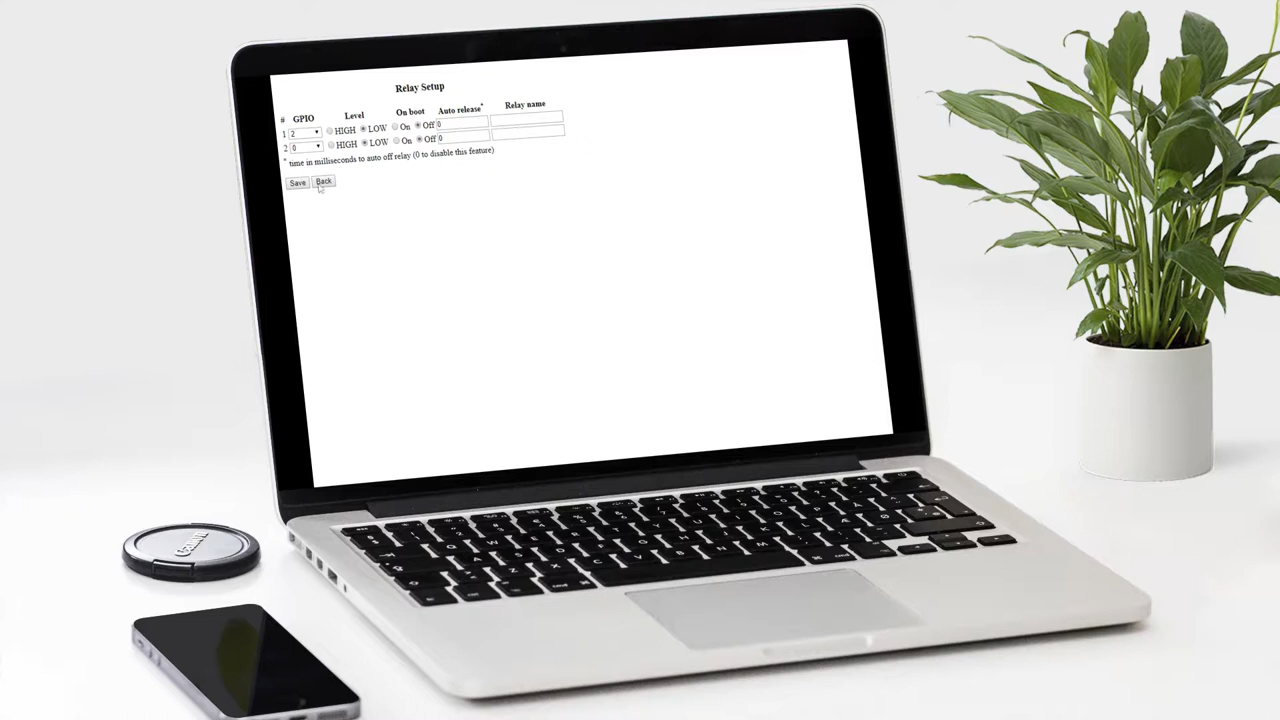 Relay Setup
# GPIO Level On boot Auto release* Relay name
1 2 HIGH LOW On Off 0
2 0 HIGH LOW On Off 0
* time in milliseconds to auto off relay (0 to disable this feature)
Save Back
Canon